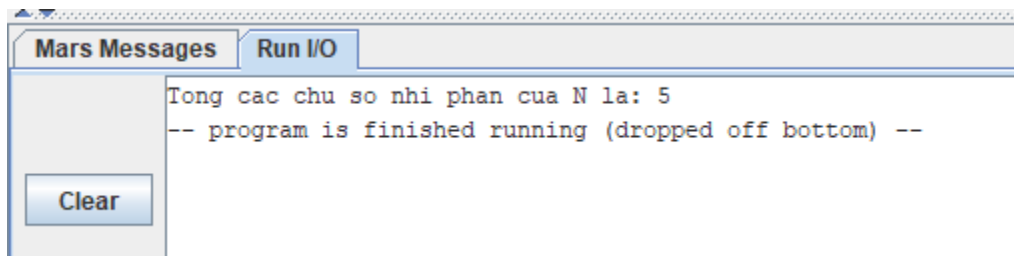 Mars Messages Run I/O
Tong cac chu so nhi phan cua N la: 5
-- program is finished running (dropped off bottom) --
Clear